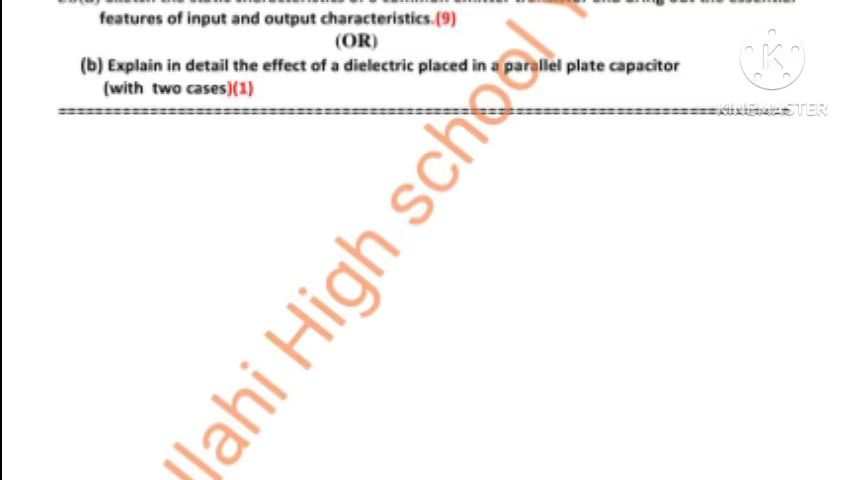 features of input and output characteristics.(9)
(OR)
(b) Explain in detail the effect of a dielectric placed in a parallel plate capacitor
(with two cases)(1)
KINEMASTER
llahi High school